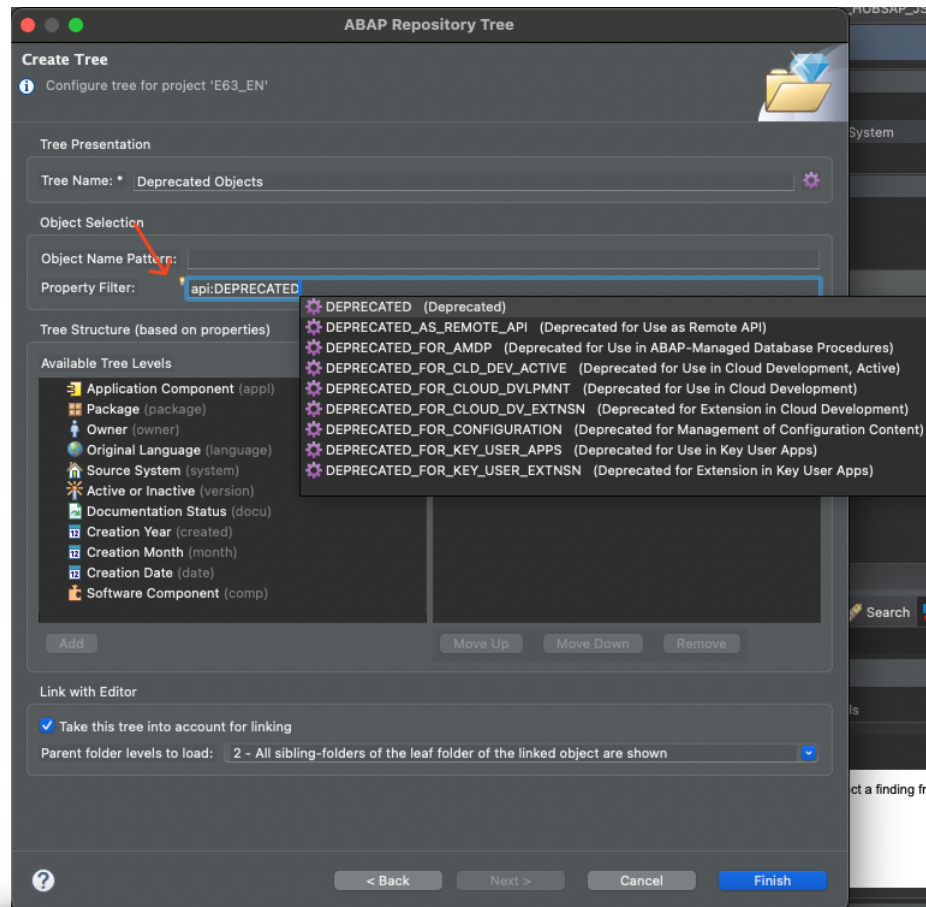 _HUBSAP_JS
ABAP Repository Tree
Create Tree
Configure tree for project 'E63_EN'
System
Tree Presentation
Tree Name: * Deprecated Objects
Object Selection
Object Name Pattern:
Property Filter: api:DEPRECATED
DEPRECATED (Deprecated)
DEPRECATED_AS_REMOTE_API (Deprecated for Use as Remote API)
DEPRECATED_FOR_AMDP (Deprecated for Use in ABAP-Managed Database Procedures)
DEPRECATED_FOR_CLD_DEV_ACTIVE (Deprecated for Use in Cloud Development, Active)
DEPRECATED_FOR_CLOUD_DVLPMNT (Deprecated for Use in Cloud Development)
DEPRECATED_FOR_CLOUD_DV_EXTNSN (Deprecated for Extension in Cloud Development)
DEPRECATED_FOR_CONFIGURATION (Deprecated for Management of Configuration Content)
DEPRECATED_FOR_KEY_USER_APPS (Deprecated for Use in Key User Apps)
DEPRECATED_FOR_KEY_USER_EXTNSN (Deprecated for Extension in Key User Apps)
Tree Structure (based on properties)
Available Tree Levels
Application Component (appl)
Package (package)
Owner (owner)
Original Language (language)
Source System (system)
Active or Inactive (version)
Documentation Status (docu)
Creation Year (created)
Creation Month (month)
Creation Date (date)
Software Component (comp)
Add
Move Up
Move Down
Remove
Search
Link with Editor
Take this tree into account for linking
Parent folder levels to load: 2 - All sibling-folders of the leaf folder of the linked object are shown
ls
ct a finding fr
?
< Back
Next >
Cancel
Finish